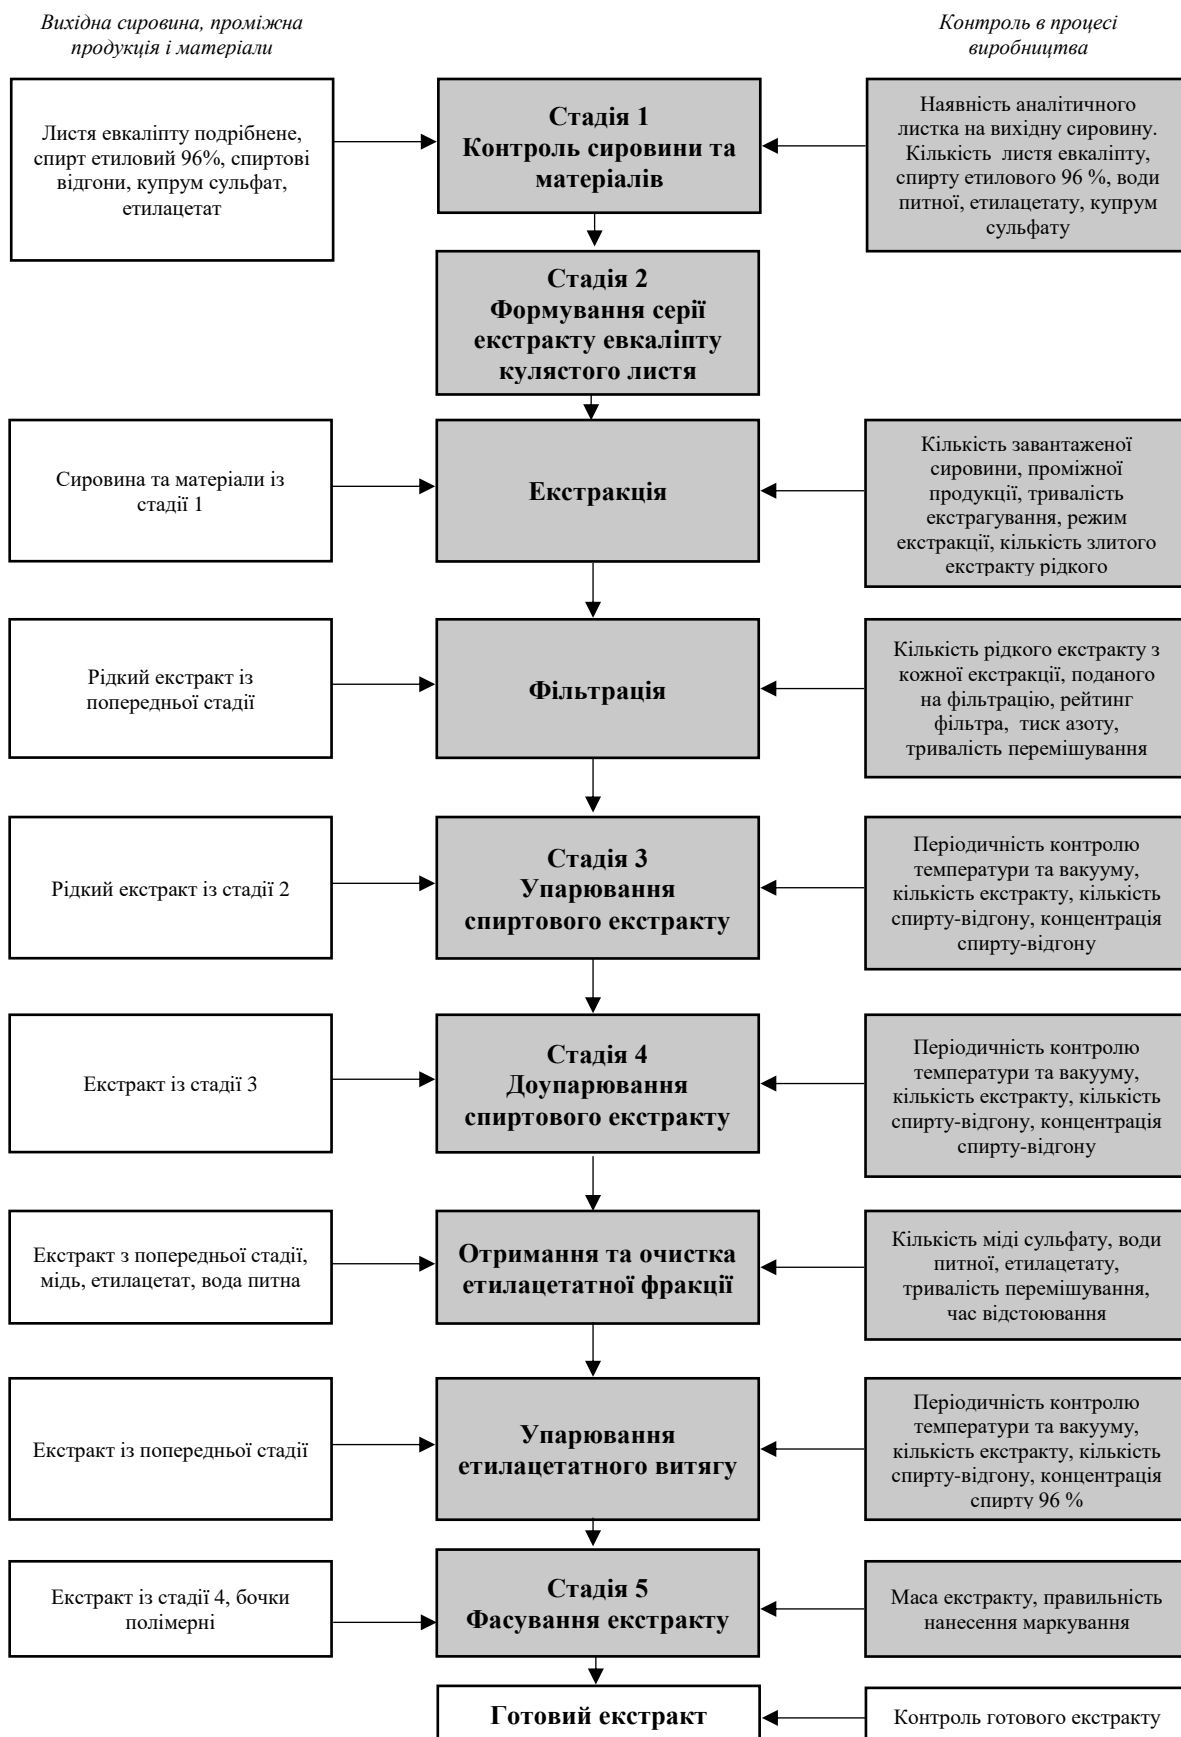 Вихідна сировина, проміжна
продукція і матеріали
Контроль в процесі
виробництва
Листя евкаліпту подрібнене,
спирт етиловий 96%, спиртові
відгони, купрум сульфат,
етилацетат
Стадія 1
Контроль сировини та
матеріалів
Наявність аналітичного
листка на вихідну сировину.
Кількість листя евкаліпту,
спирту етилового 96 %, води
питної, етилацетату, купрум
сульфату
Стадія 2
Формування серії
екстракту евкаліпту
кулястого листя
Сировина та матеріали із
стадії 1
Екстракція
Кількість завантаженої
сировини, проміжної
продукції, тривалість
екстрагування, режим
екстракції, кількість злитого
екстракту рідкого
Рідкий екстракт із
попередньої стадії
Фільтрація
Кількість рідкого екстракту з
кожної екстракції, поданого
на фільтрацію, рейтинг
фільтра, тиск азоту,
тривалість перемішування
Рідкий екстракт із стадії 2
Стадія 3
Упарювання
спиртового екстракту
Періодичність контролю
температури та вакууму,
кількість екстракту, кількість
спирту-відгону, концентрація
спирту-відгону
Екстракт із стадії 3
Стадія 4
Доупарювання
спиртового екстракту
Періодичність контролю
температури та вакууму,
кількість екстракту, кількість
спирту-відгону, концентрація
спирту-відгону
Екстракт з попередньої стадії,
мідь, етилацетат, вода питна
Отримання та очистка
етилацетатної фракції
Кількість міді сульфату, води
питної, етилацетату,
тривалість перемішування,
час відстоювання
Екстракт із попередньої стадії
Упарювання
етилацетатного витягу
Періодичність контролю
температури та вакууму,
кількість екстракту, кількість
спирту-відгону, концентрація
спирту 96 %
Екстракт із стадії 4, бочки
полімерні
Стадія 5
Фасування екстракту
Маса екстракту, правильність
нанесення маркування
Готовий екстракт
Контроль готового екстракту